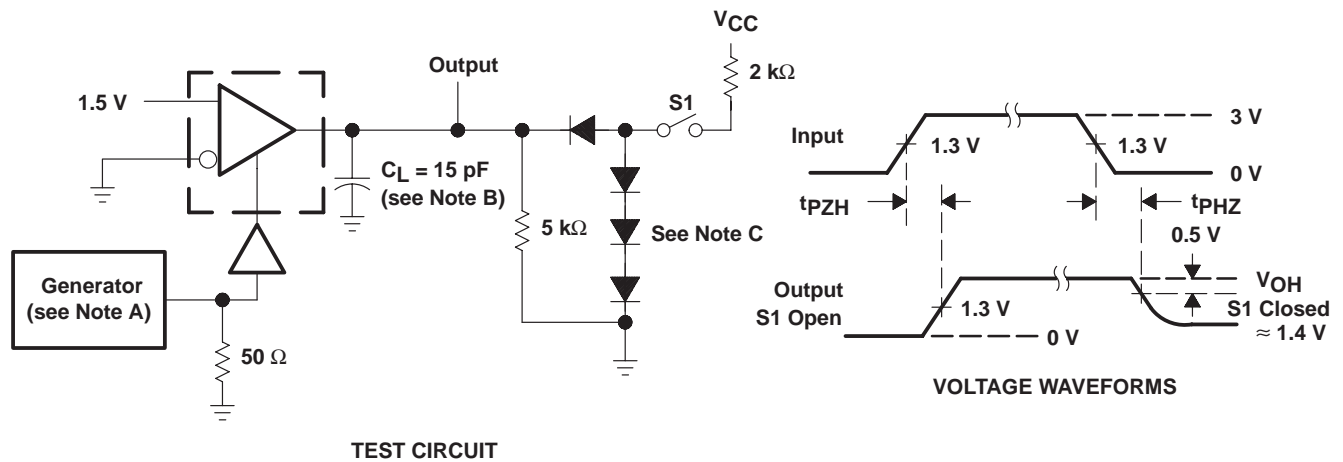 VCC
Output
2 kΩ
S1
1.5 V
CL = 15 pF
(see Note B)
5 kΩ
See Note C
Generator
(see Note A)
50 Ω
TEST CIRCUIT
3 V
Input
1.3 V
1.3 V
0 V
tPZH
tPHZ
0.5 V
VOH
Output
S1 Open
1.3 V
S1 Closed
≈ 1.4 V
0 V
VOLTAGE WAVEFORMS